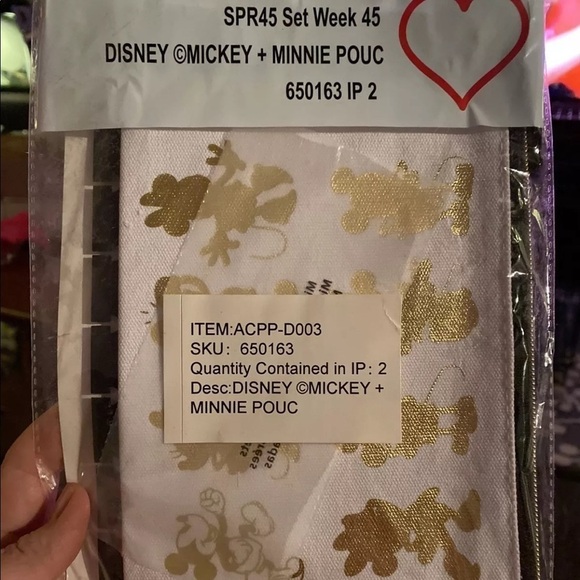 SPR45 Set Week 45
DISNEY ©MICKEY + MINNIE POUC
650163 IP 2
ITEM:ACPP-D003
SKU: 650163
Quantity Contained in IP: 2
Desc:DISNEY ©MICKEY +
MINNIE POUC